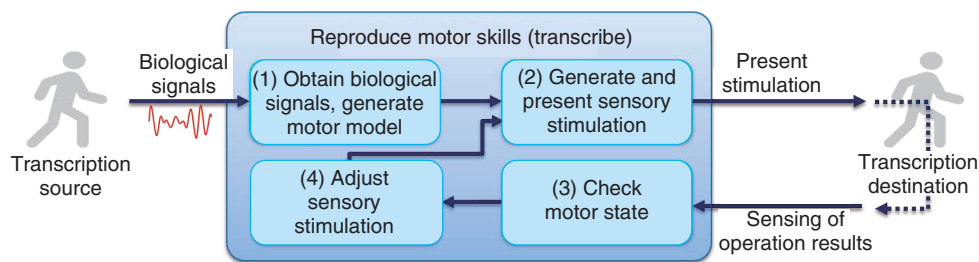 Reproduce motor skills (transcribe)
Biological
signals
(1) Obtain biological
signals, generate
motor model
(2) Generate and
present sensory
stimulation
Present
stimulation
Transcription
source
(4) Adjust
sensory
stimulation
(3) Check
motor state
Transcription
destination
Sensing of
operation results